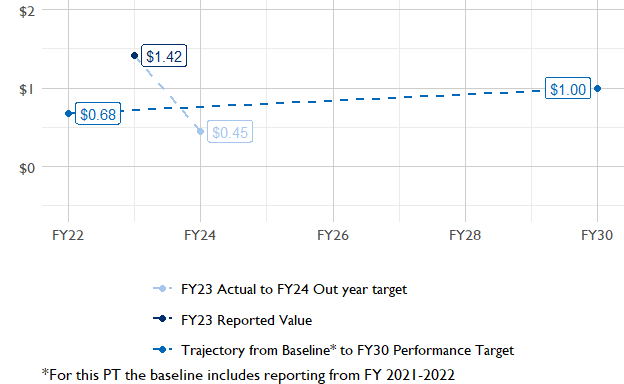 $2
$1.42
$1
$1.00
$0.68
$0.45
$0
FY22 FY24 FY26 FY28 FY30
FY23 Actual to FY24 Out year target
FY23 Reported Value
Trajectory from Baseline* to FY30 Performance Target
*For this PT the baseline includes reporting from FY 2021-2022